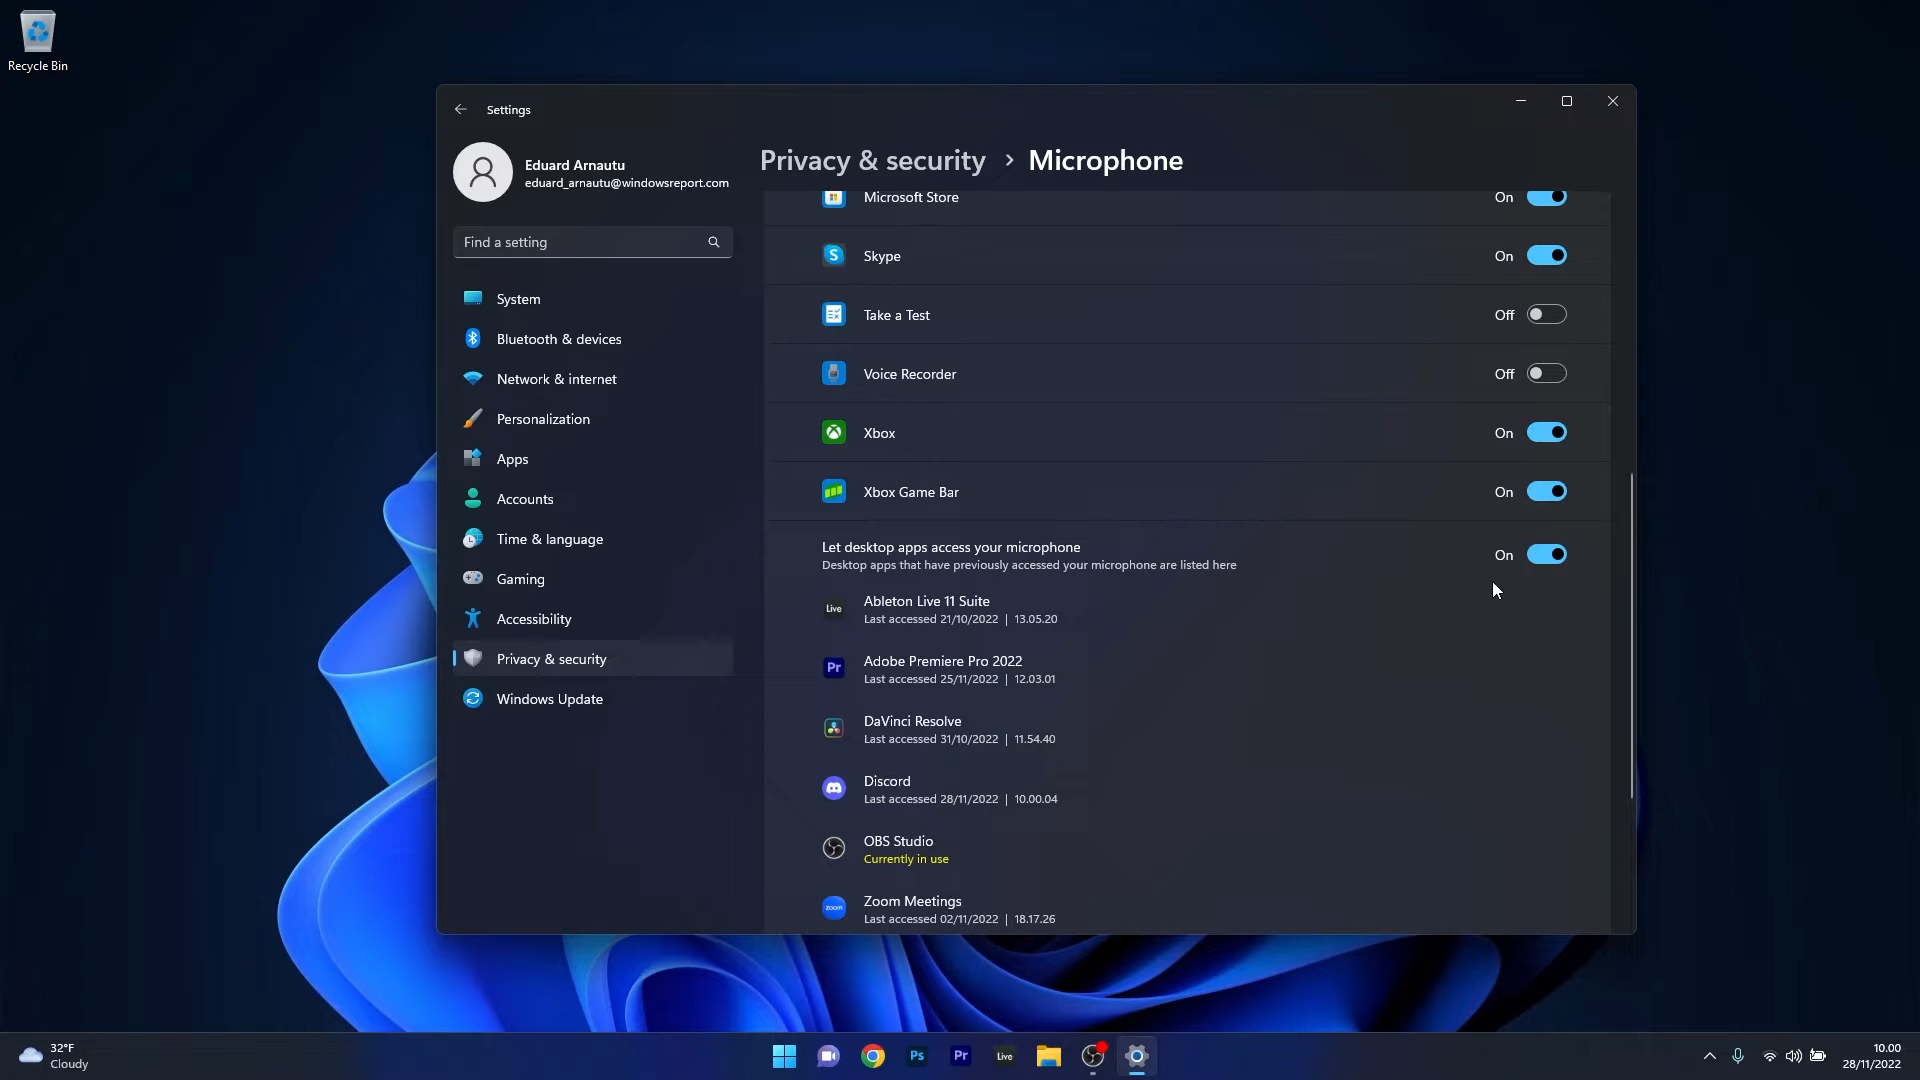 Recycle Bin
Settings
Eduard Arnautu
eduard_arnautu@windowsreport.com
Find a setting
System
Bluetooth & devices
Network & internet
Personalization
Apps
Accounts
Time & language
Gaming
Accessibility
Privacy & security
Windows Update
Privacy & security › Microphone
Microsoft Store On
Skype On
Take a Test Off
Voice Recorder Off
Xbox On
Xbox Game Bar On
Let desktop apps access your microphone On
Desktop apps that have previously accessed your microphone are listed here
Live
Ableton Live 11 Suite
Last accessed 21/10/2022 | 13.05.20
Pr
Adobe Premiere Pro 2022
Last accessed 25/11/2022 | 12.03.01
DaVinci Resolve
Last accessed 31/10/2022 | 11.54.40
Discord
Last accessed 28/11/2022 | 10.00.04
OBS Studio
Currently in use
zoom
Zoom Meetings
Last accessed 02/11/2022 | 18.17.26
32°F
Cloudy
Ps Pr Live
10.00
28/11/2022